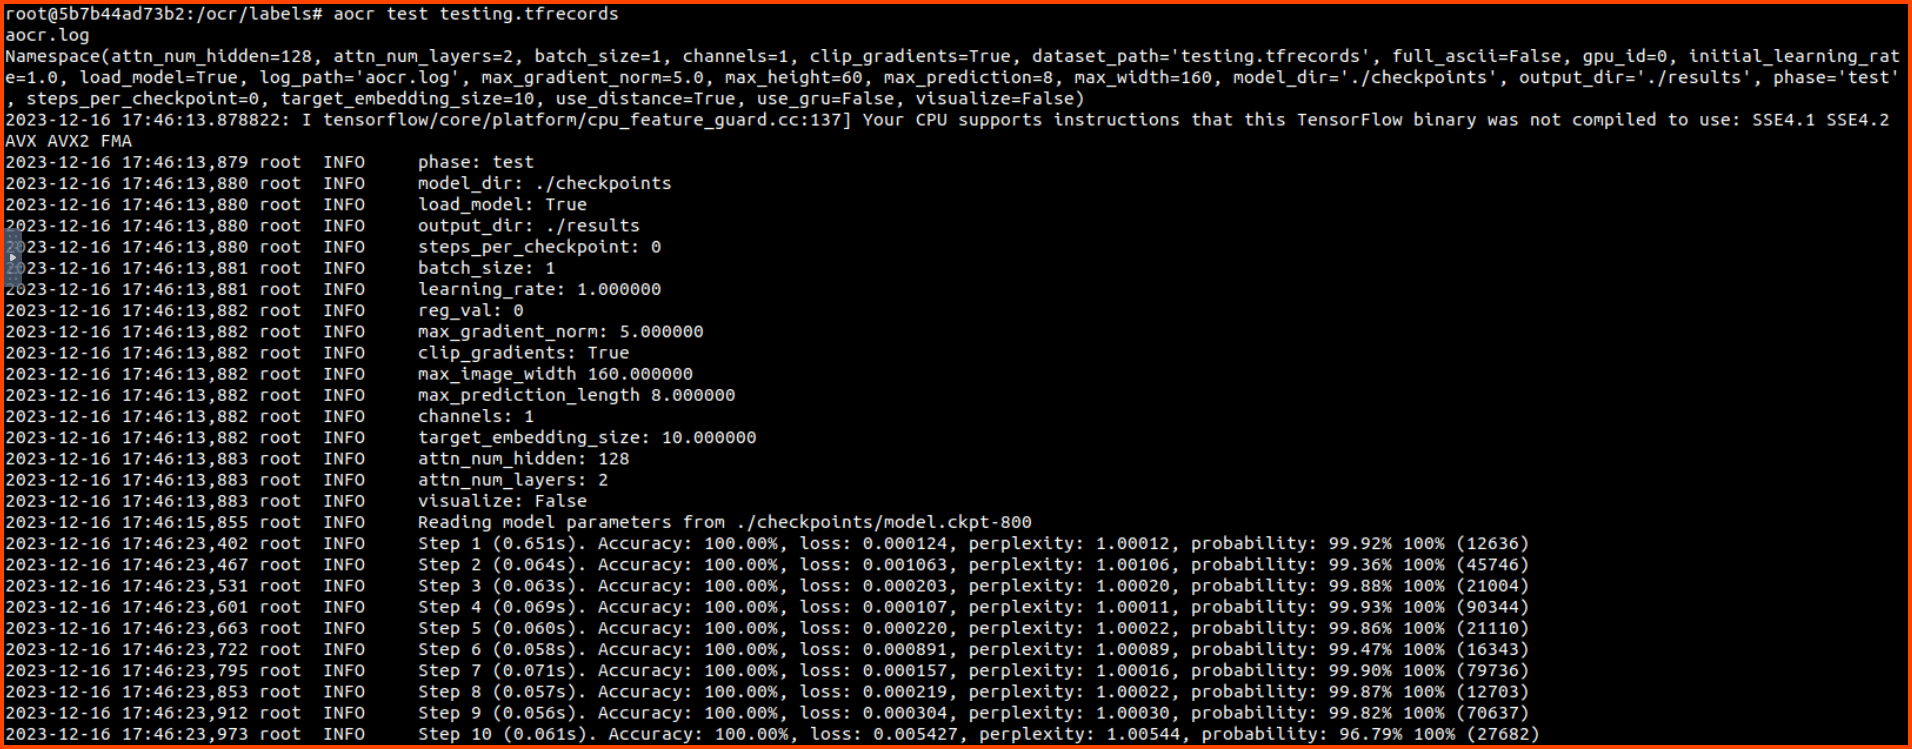 root@5b7b44ad73b2:/ocr/labels# aocr test testing.tfrecords
aocr.log
Namespace(attn_num_hidden=128, attn_num_layers=2, batch_size=1, channels=1, clip_gradients=True, dataset_path='testing.tfrecords', full_ascii=False, gpu_id=0, initial_learning_rat
e=1.0, load_model=True, log_path='aocr.log', max_gradient_norm=5.0, max_height=60, max_prediction=8, max_width=160, model_dir='./checkpoints', output_dir='./results', phase='test'
, steps_per_checkpoint=0, target_embedding_size=10, use_distance=True, use_gru=False, visualize=False)
2023-12-16 17:46:13.878822: I tensorflow/core/platform/cpu_feature_guard.cc:137] Your CPU supports instructions that this TensorFlow binary was not compiled to use: SSE4.1 SSE4.2
AVX AVX2 FMA
2023-12-16 17:46:13,879 root  INFO     phase: test
2023-12-16 17:46:13,880 root  INFO     model_dir: ./checkpoints
2023-12-16 17:46:13,880 root  INFO     load_model: True
2023-12-16 17:46:13,880 root  INFO     output_dir: ./results
2023-12-16 17:46:13,880 root  INFO     steps_per_checkpoint: 0
2023-12-16 17:46:13,881 root  INFO     batch_size: 1
2023-12-16 17:46:13,881 root  INFO     learning_rate: 1.000000
2023-12-16 17:46:13,882 root  INFO     reg_val: 0
2023-12-16 17:46:13,882 root  INFO     max_gradient_norm: 5.000000
2023-12-16 17:46:13,882 root  INFO     clip_gradients: True
2023-12-16 17:46:13,882 root  INFO     max_image_width 160.000000
2023-12-16 17:46:13,882 root  INFO     max_prediction_length 8.000000
2023-12-16 17:46:13,882 root  INFO     channels: 1
2023-12-16 17:46:13,882 root  INFO     target_embedding_size: 10.000000
2023-12-16 17:46:13,883 root  INFO     attn_num_hidden: 128
2023-12-16 17:46:13,883 root  INFO     attn_num_layers: 2
2023-12-16 17:46:13,883 root  INFO     visualize: False
2023-12-16 17:46:15,855 root  INFO     Reading model parameters from ./checkpoints/model.ckpt-800
2023-12-16 17:46:23,402 root  INFO     Step 1 (0.651s). Accuracy: 100.00%, loss: 0.000124, perplexity: 1.00012, probability: 99.92% 100% (12636)
2023-12-16 17:46:23,467 root  INFO     Step 2 (0.064s). Accuracy: 100.00%, loss: 0.001063, perplexity: 1.00106, probability: 99.36% 100% (45746)
2023-12-16 17:46:23,531 root  INFO     Step 3 (0.063s). Accuracy: 100.00%, loss: 0.000203, perplexity: 1.00020, probability: 99.88% 100% (21004)
2023-12-16 17:46:23,601 root  INFO     Step 4 (0.069s). Accuracy: 100.00%, loss: 0.000107, perplexity: 1.00011, probability: 99.93% 100% (90344)
2023-12-16 17:46:23,663 root  INFO     Step 5 (0.060s). Accuracy: 100.00%, loss: 0.000220, perplexity: 1.00022, probability: 99.86% 100% (21110)
2023-12-16 17:46:23,722 root  INFO     Step 6 (0.058s). Accuracy: 100.00%, loss: 0.000891, perplexity: 1.00089, probability: 99.47% 100% (16343)
2023-12-16 17:46:23,795 root  INFO     Step 7 (0.071s). Accuracy: 100.00%, loss: 0.000157, perplexity: 1.00016, probability: 99.90% 100% (79736)
2023-12-16 17:46:23,853 root  INFO     Step 8 (0.057s). Accuracy: 100.00%, loss: 0.000219, perplexity: 1.00022, probability: 99.87% 100% (12703)
2023-12-16 17:46:23,912 root  INFO     Step 9 (0.056s). Accuracy: 100.00%, loss: 0.000304, perplexity: 1.00030, probability: 99.82% 100% (70637)
2023-12-16 17:46:23,973 root  INFO     Step 10 (0.061s). Accuracy: 100.00%, loss: 0.005427, perplexity: 1.00544, probability: 96.79% 100% (27682)